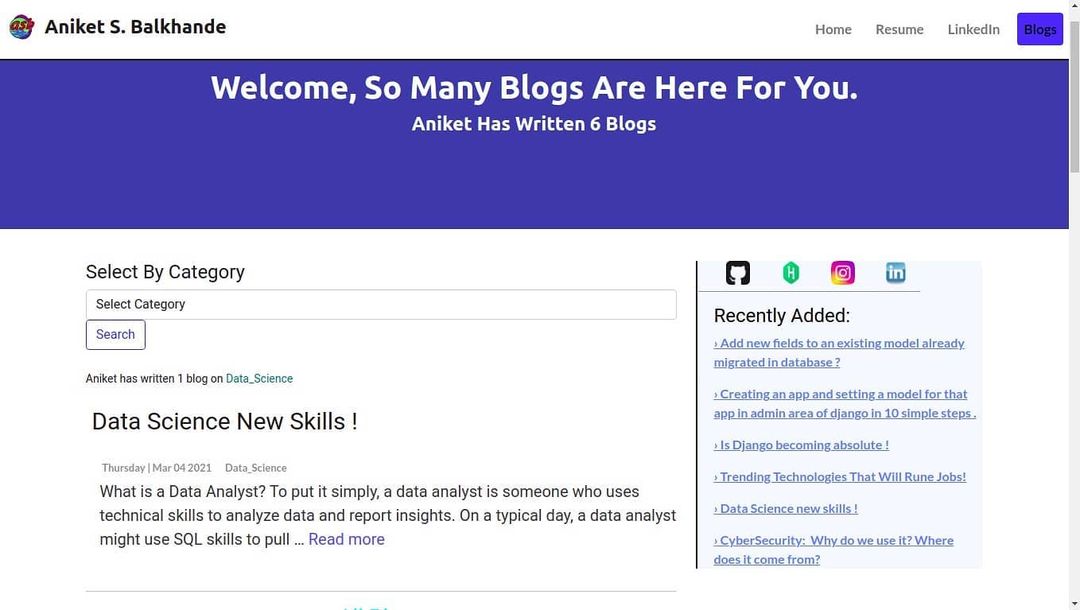 Aniket S. Balkhande
Home Resume LinkedIn Blogs
Welcome, So Many Blogs Are Here For You.
Aniket Has Written 6 Blogs
Select By Category
Select Category
Search
Aniket has written 1 blog on Data_Science
Data Science New Skills !
Thursday | Mar 04 2021 Data_Science
What is a Data Analyst? To put it simply, a data analyst is someone who uses
technical skills to analyze data and report insights. On a typical day, a data analyst
might use SQL skills to pull ... Read more
Recently Added:
› Add new fields to an existing model already
migrated in database ?
› Creating an app and setting a model for that
app in admin area of django in 10 simple steps .
› Is Django becoming absolute !
› Trending Technologies That Will Rune Jobs!
› Data Science new skills !
› CyberSecurity: Why do we use it? Where
does it come from?